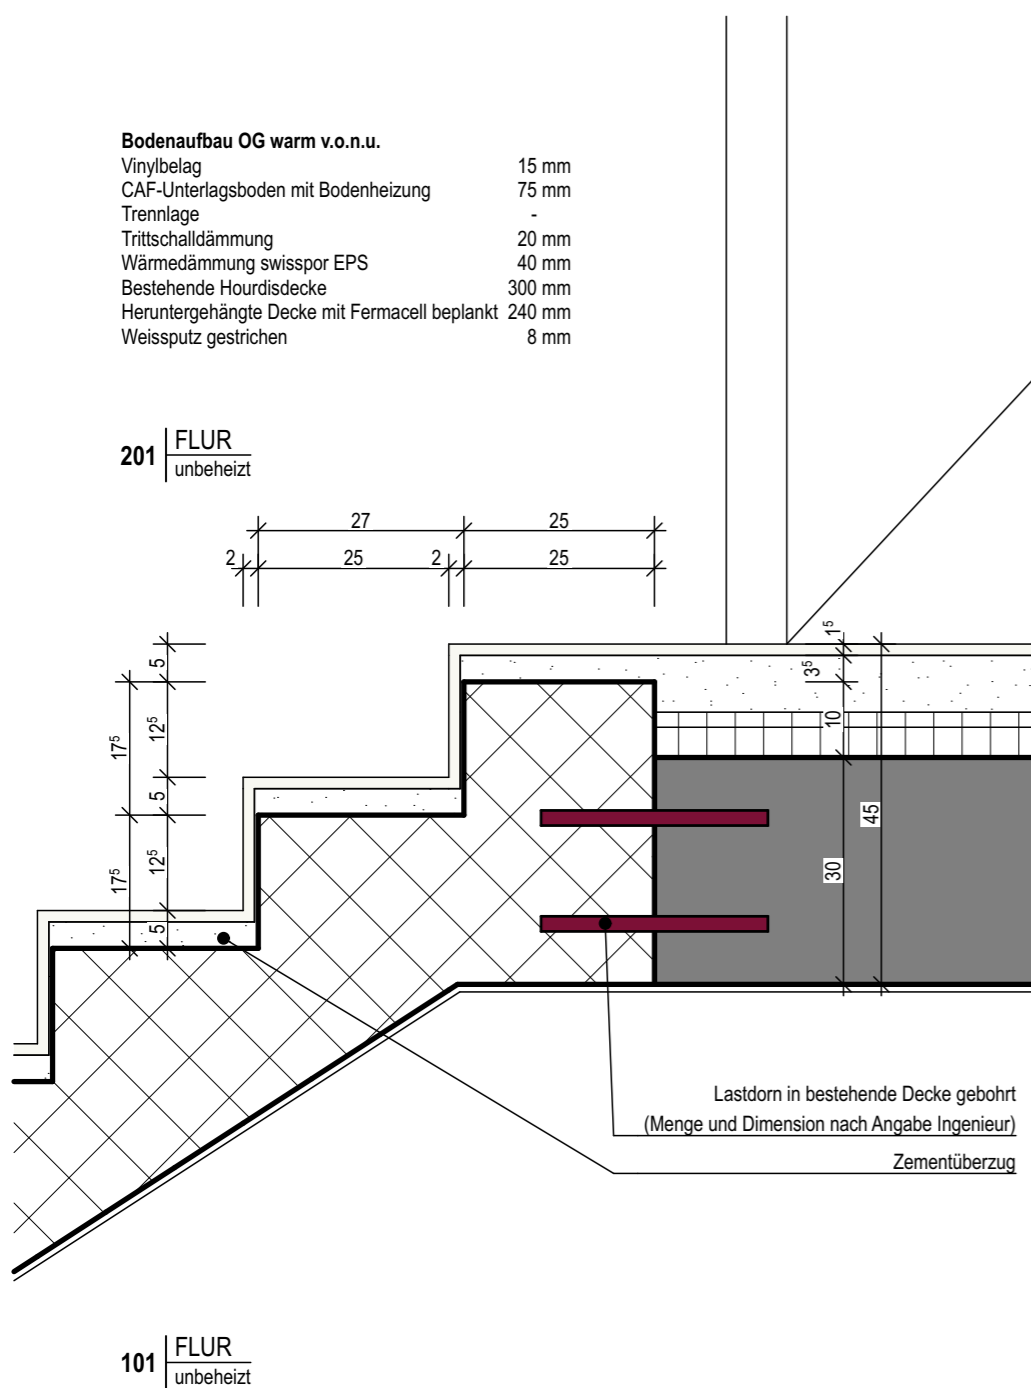 Bodenaufbau OG warm v.o.n.u.
Vinylbelag 15 mm
CAF-Unterlagsboden mit Bodenheizung 75 mm
Trennlage -
Trittschalldämmung 20 mm
Wärmedämmung swisspor EPS 40 mm
Bestehende Hourdisdecke 300 mm
Heruntergehängte Decke mit Fermacell beplankt 240 mm
Weissputz gestrichen 8 mm
201 FLUR
unbeheizt
27 25
2 25 2 25
5
12⁵
5
12⁵
5
17⁵
17⁵
1⁵
3⁵
10
30
45
Lastdorn in bestehende Decke gebohrt
(Menge und Dimension nach Angabe Ingenieur)
Zementüberzug
101 FLUR
unbeheizt